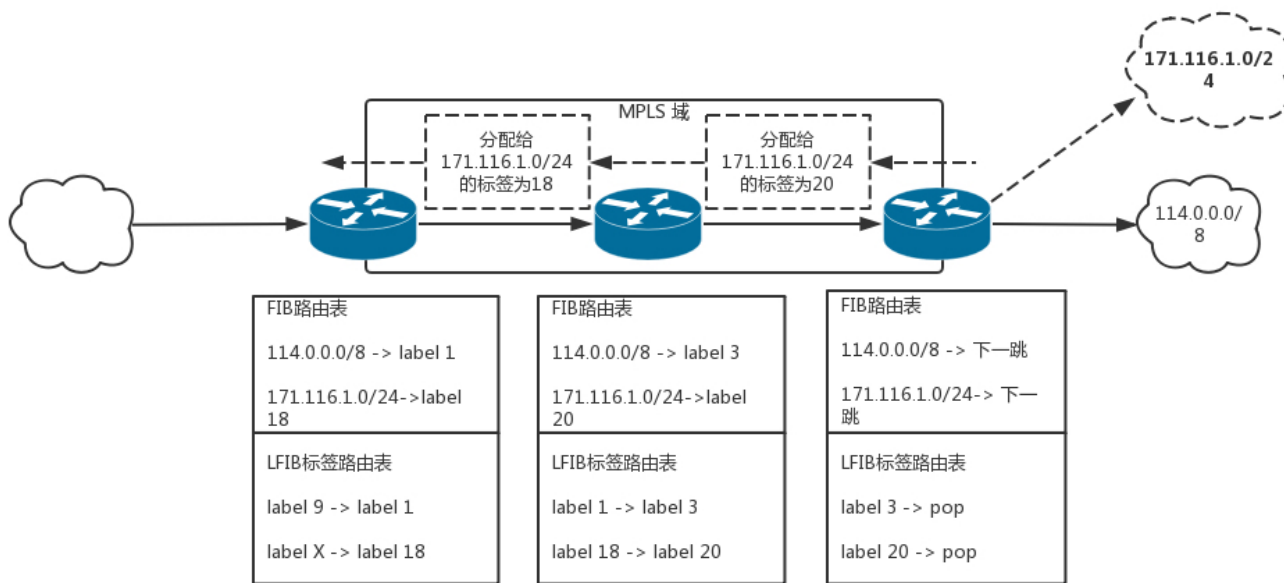 171.116.1.0/2
4
MPLS 域
分配给
171.116.1.0/24
的标签为18
分配给
171.116.1.0/24
的标签为20
114.0.0.0/
8
FIB路由表
114.0.0.0/8 -> label 1
171.116.1.0/24->label
18
LFIB标签路由表
label 9 -> label 1
label X -> label 18
FIB路由表
114.0.0.0/8 -> label 3
171.116.1.0/24->label
20
LFIB标签路由表
label 1 -> label 3
label 18 -> label 20
FIB路由表
114.0.0.0/8 -> 下一跳
171.116.1.0/24-> 下一
跳
LFIB标签路由表
label 3 -> pop
label 20 -> pop